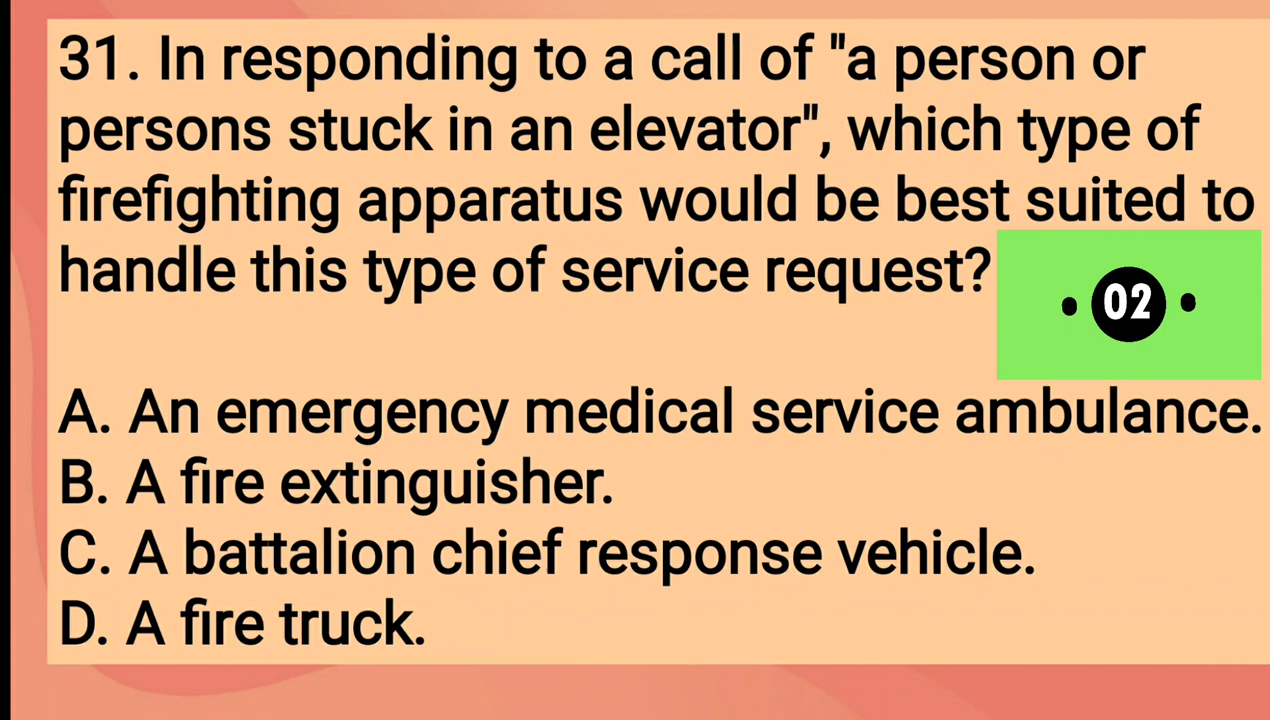 31. In responding to a call of "a person or
persons stuck in an elevator", which type of
firefighting apparatus would be best suited to
handle this type of service request?
02
A. An emergency medical service ambulance.
B. A fire extinguisher.
C. A battalion chief response vehicle.
D. A fire truck.